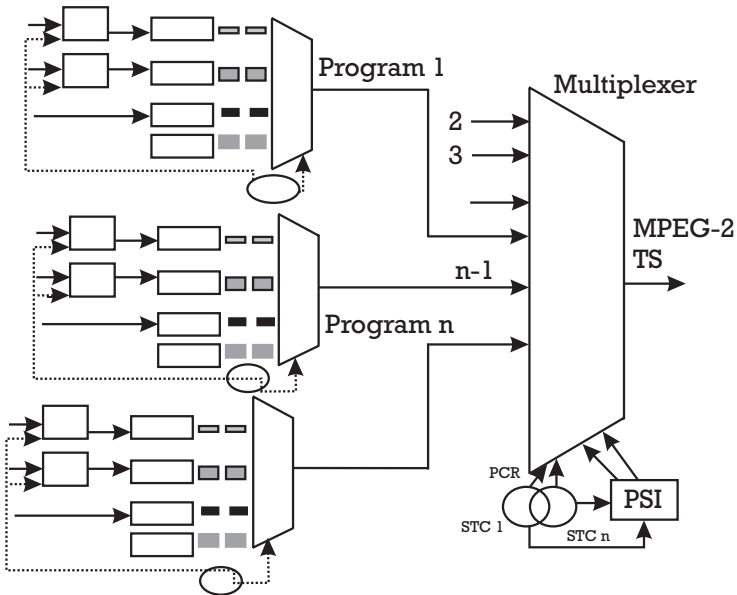 Program 1
Multiplexer
2
3
MPEG-2
TS
n-1
Program n
PCR
PSI
STC 1
STC n